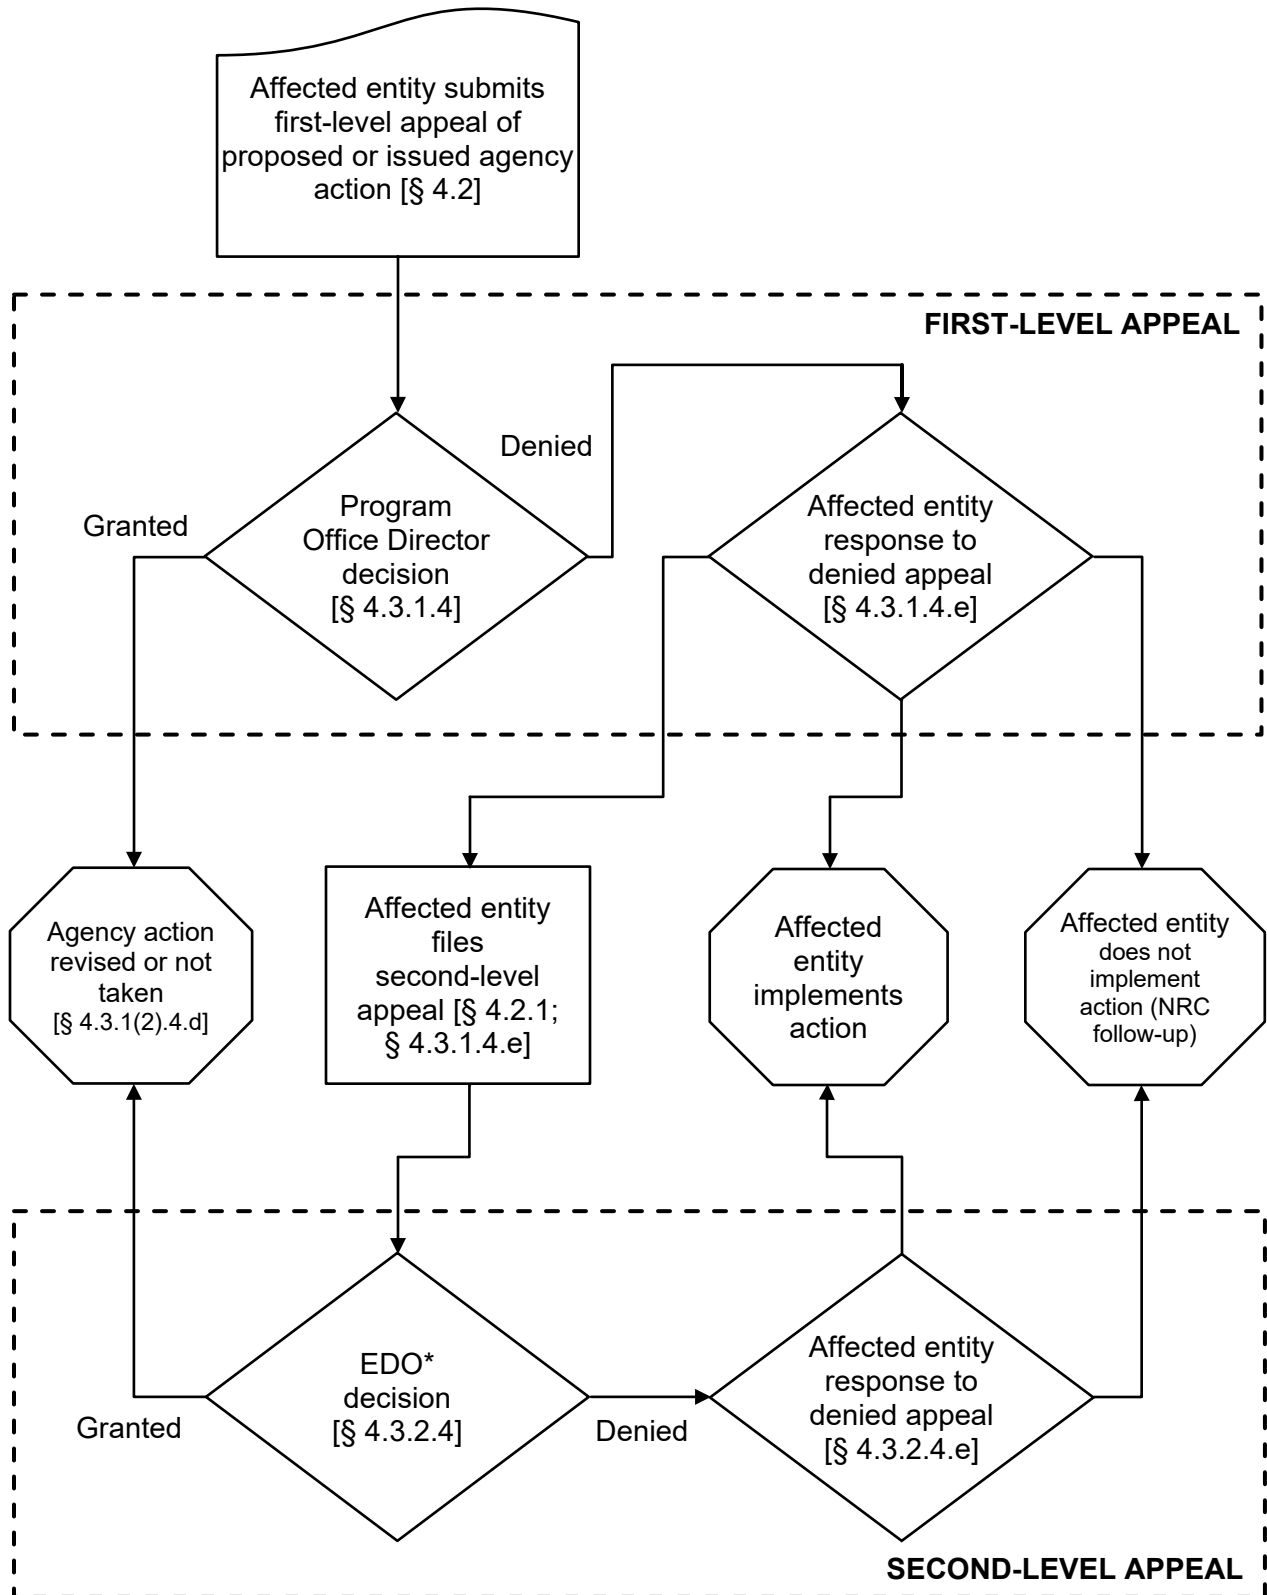 Affected entity submits
first-level appeal of
proposed or issued agency
action [§ 4.2]
FIRST-LEVEL APPEAL
Denied
Granted
Program
Office Director
decision
[§ 4.3.1.4]
Affected entity
response to
denied appeal
[§ 4.3.1.4.e]
Agency action
revised or not
taken
[§ 4.3.1(2).4.d]
Affected entity
files
second-level
appeal [§ 4.2.1;
§ 4.3.1.4.e]
Affected
entity
implements
action
Affected entity
does not
implement
action (NRC
follow-up)
EDO*
decision
[§ 4.3.2.4]
Granted
Denied
Affected entity
response to
denied appeal
[§ 4.3.2.4.e]
SECOND-LEVEL APPEAL